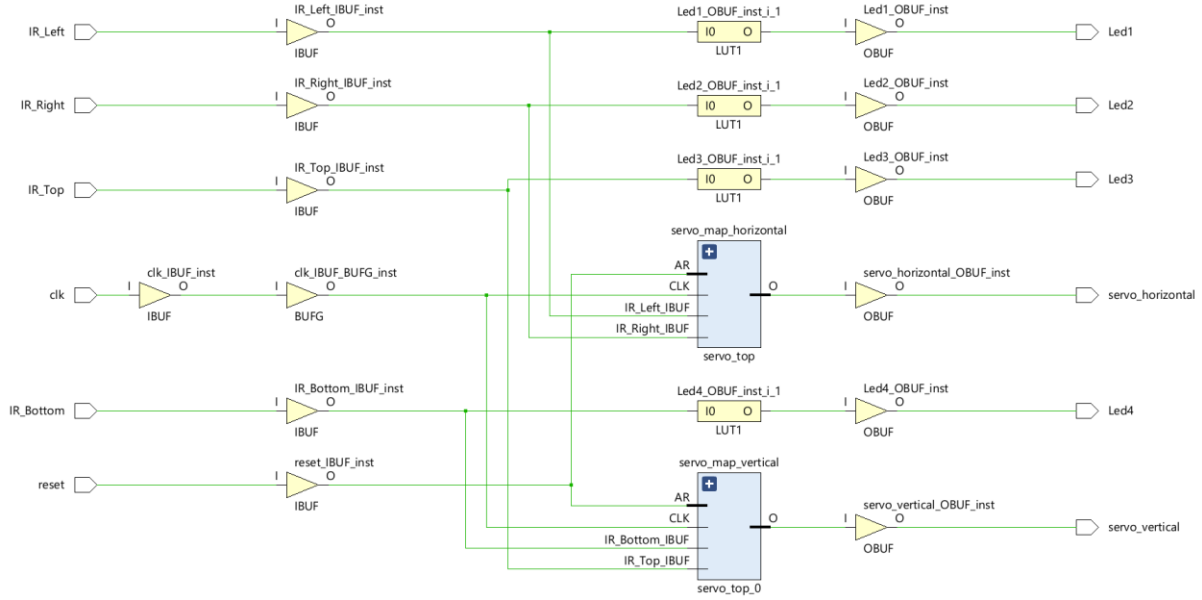 IR_Left_IBUF_inst
Led1_OBUF_inst_i_1
Led1_OBUF_inst
IR_Left
I
O
I0
O
I
O
Led1
IBUF
LUT1
OBUF
IR_Right_IBUF_inst
Led2_OBUF_inst_i_1
Led2_OBUF_inst
IR_Right
I
O
I0
O
I
O
Led2
IBUF
LUT1
OBUF
IR_Top_IBUF_inst
Led3_OBUF_inst_i_1
Led3_OBUF_inst
IR_Top
I
O
I0
O
I
O
Led3
IBUF
LUT1
OBUF
servo_map_horizontal
clk_IBUF_inst
clk_IBUF_BUFG_inst
AR
servo_horizontal_OBUF_inst
clk
I
O
I
O
CLK
O
I
O
servo_horizontal
IBUF
BUFG
IR_Left_IBUF
OBUF
IR_Right_IBUF
servo_top
IR_Bottom_IBUF_inst
Led4_OBUF_inst_i_1
Led4_OBUF_inst
IR_Bottom
I
O
I0
O
I
O
Led4
IBUF
LUT1
OBUF
reset_IBUF_inst
servo_map_vertical
reset
I
O
IBUF
AR
servo_vertical_OBUF_inst
CLK
O
I
O
servo_vertical
IR_Bottom_IBUF
OBUF
IR_Top_IBUF
servo_top_0